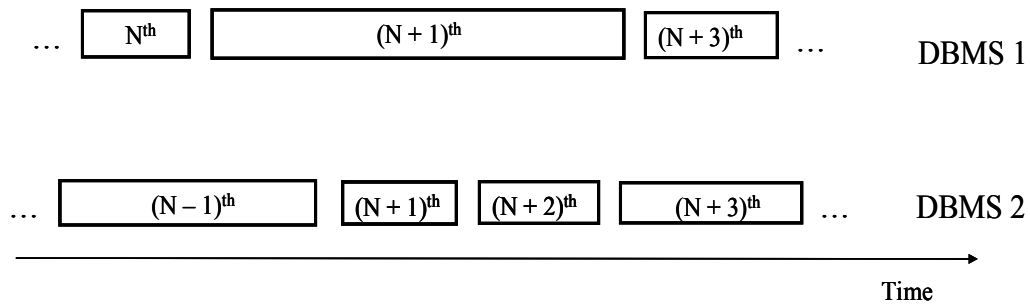 … Nᵗʰ (N + 1)ᵗʰ (N + 3)ᵗʰ … DBMS 1
… (N – 1)ᵗʰ (N + 1)ᵗʰ (N + 2)ᵗʰ (N + 3)ᵗʰ … DBMS 2
Time